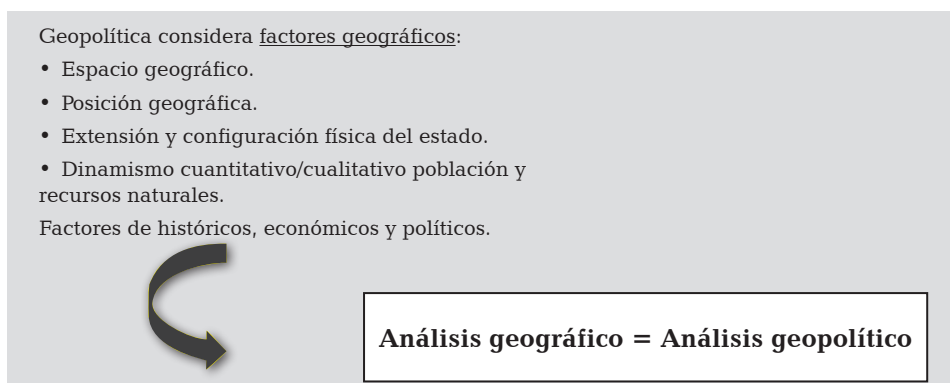 Geopolítica considera factores geográficos:
• Espacio geográfico.
• Posición geográfica.
• Extensión y configuración física del estado.
• Dinamismo cuantitativo/cualitativo población y
recursos naturales.
Factores de históricos, económicos y políticos.
Análisis geográfico = Análisis geopolítico